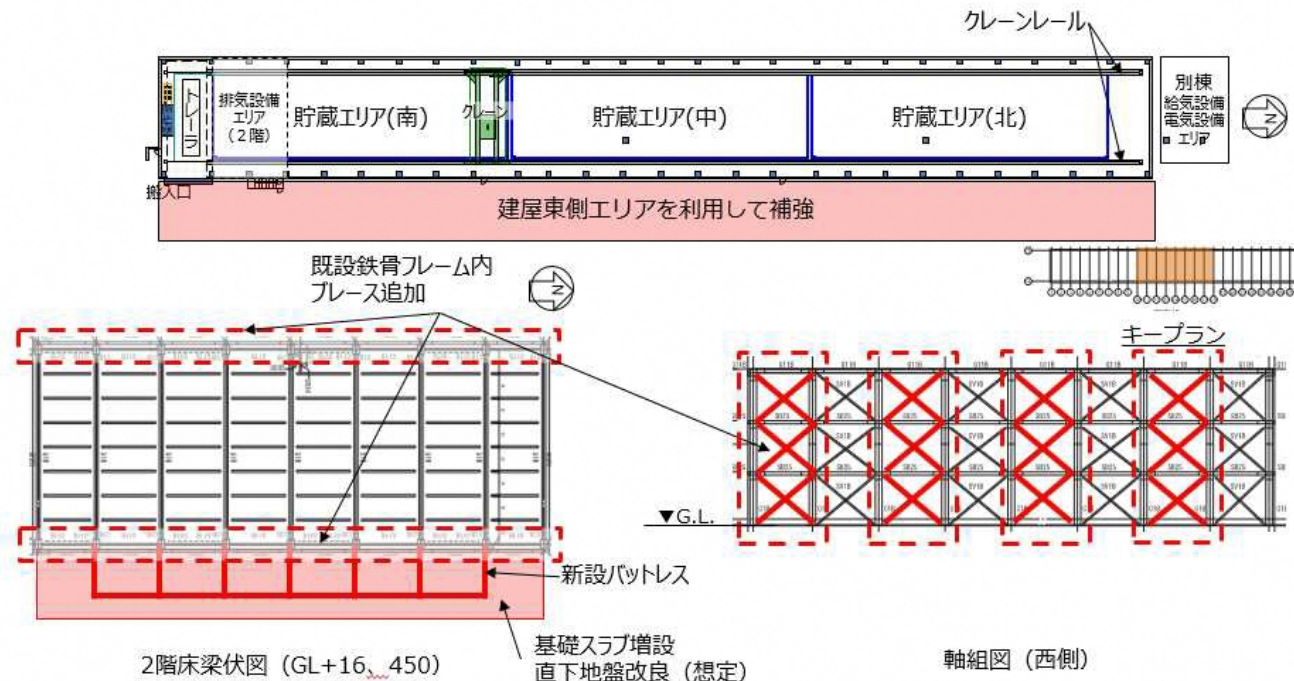 クレーンレール
排気設備
エリア
(2階)
トレーラ
貯蔵エリア(南)
クレーン
貯蔵エリア(中)
貯蔵エリア(北)
別棟
給気設備
電気設備
エリア
N
搬入口
建屋東側エリアを利用して補強
既設鉄骨フレーム内
ブレース追加
N
キープラン
▼G.L.
新設バットレス
基礎スラブ増設
直下地盤改良(想定)
2階床梁伏図(GL+16、450)
軸組図(西側)